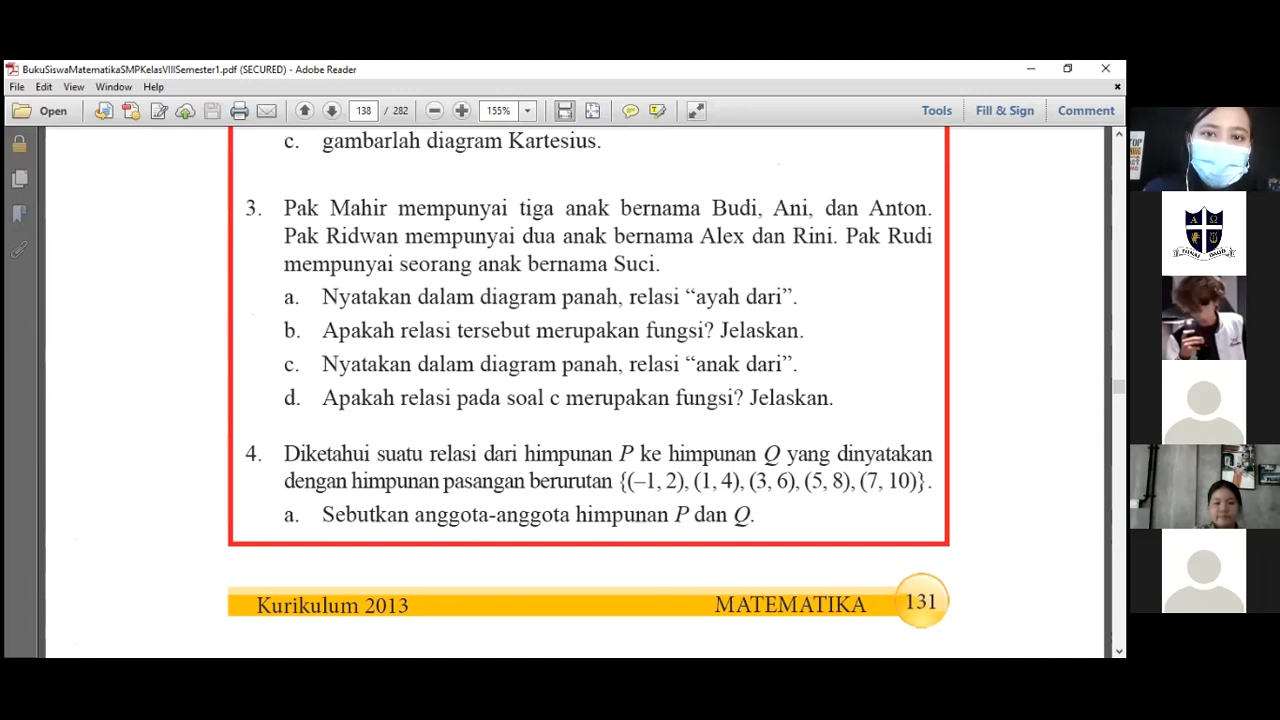 BukuSiswaMatematikaSMPKelasVIIISemester1.pdf (SECURED) - Adobe Reader
File Edit View Window Help
Open 138 / 282 155% Tools Fill & Sign Comment
c. gambarlah diagram Kartesius.
3. Pak Mahir mempunyai tiga anak bernama Budi, Ani, dan Anton.
Pak Ridwan mempunyai dua anak bernama Alex dan Rini. Pak Rudi
mempunyai seorang anak bernama Suci.
a. Nyatakan dalam diagram panah, relasi “ayah dari”.
b. Apakah relasi tersebut merupakan fungsi? Jelaskan.
c. Nyatakan dalam diagram panah, relasi “anak dari”.
d. Apakah relasi pada soal c merupakan fungsi? Jelaskan.
4. Diketahui suatu relasi dari himpunan P ke himpunan Q yang dinyatakan
dengan himpunan pasangan berurutan {(–1, 2), (1, 4), (3, 6), (5, 8), (7, 10)}.
a. Sebutkan anggota-anggota himpunan P dan Q.
Kurikulum 2013 MATEMATIKA 131
Α Ω